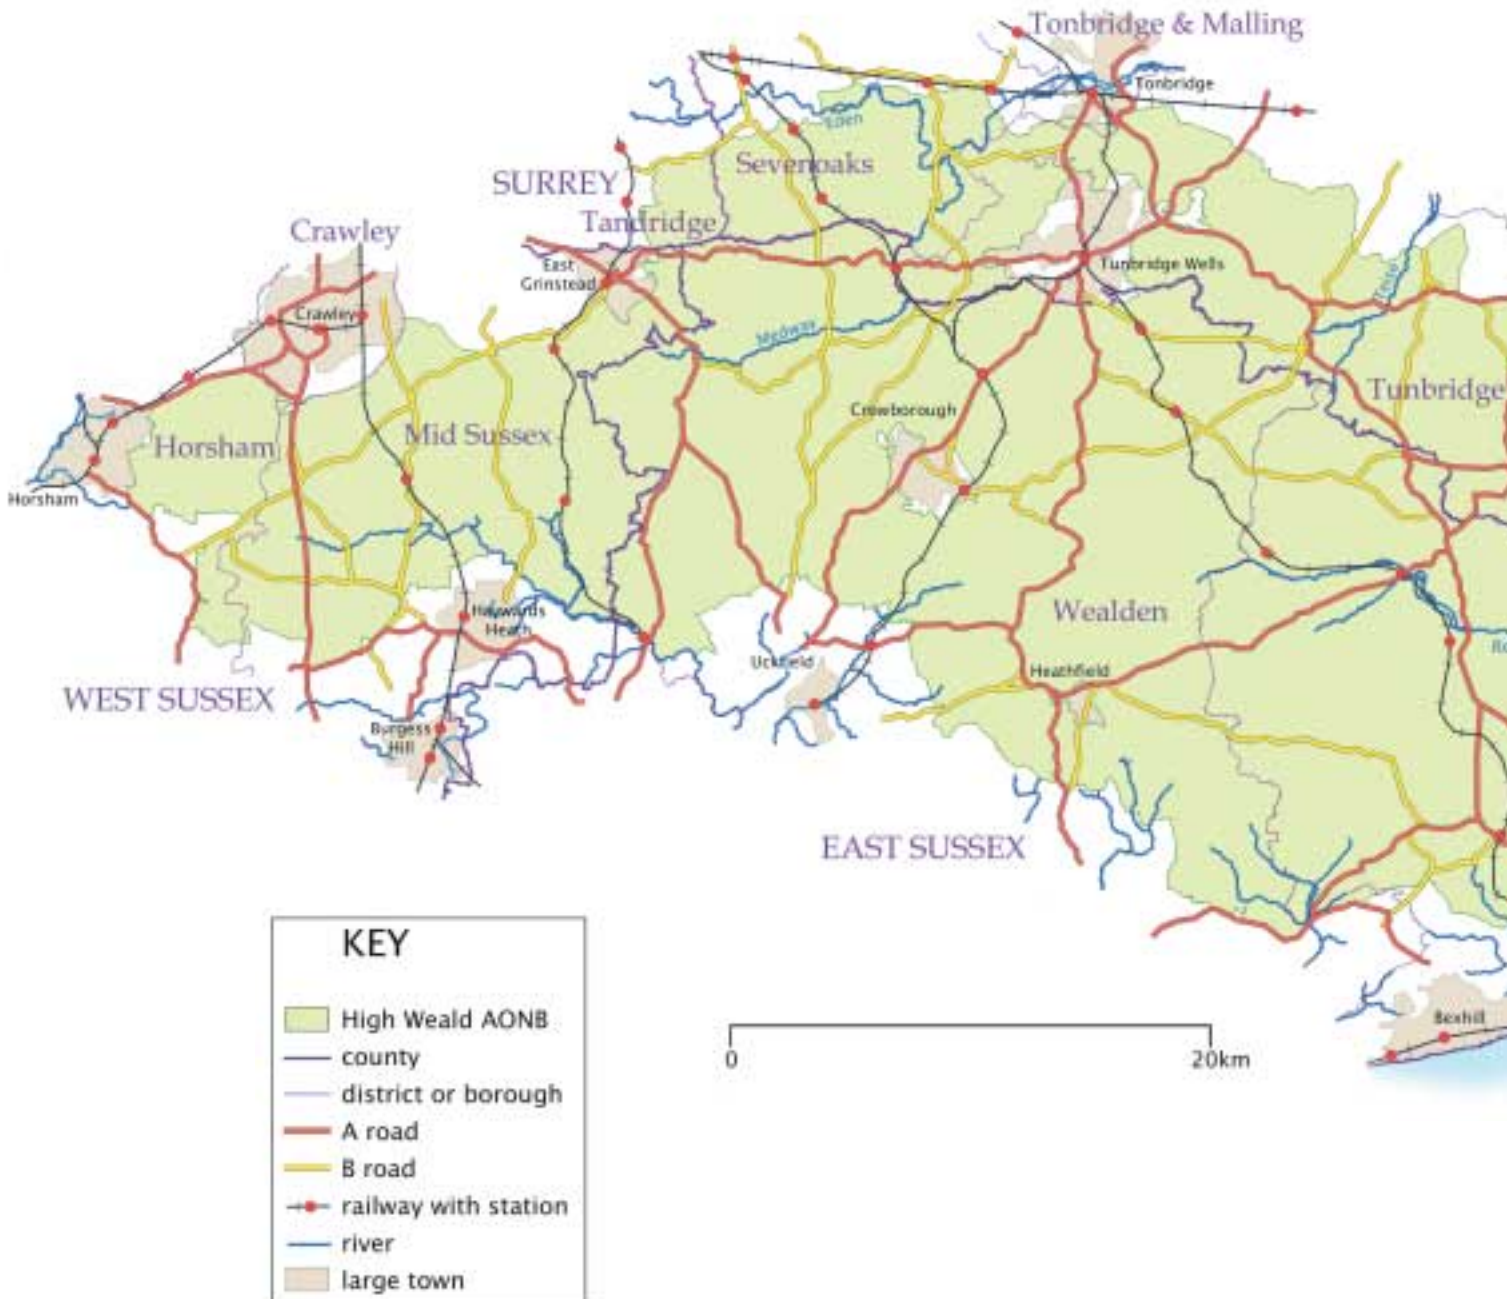 Tonbridge & Malling
Tonbridge
Eden
Sevenoaks
SURREY
Tandridge
Crawley
East
Grinstead
Tunbridge Wells
Crawley
Medway
Teise
Tunbridge
Crowborough
Mid Sussex
Horsham
Horsham
Haywards
Heath
Wealden
Uckfield
Heathfield
WEST SUSSEX
Burgess
Hill
EAST SUSSEX
KEY
High Weald AONB
county
district or borough
A road
B road
railway with station
river
large town
0
20km
Bexhill